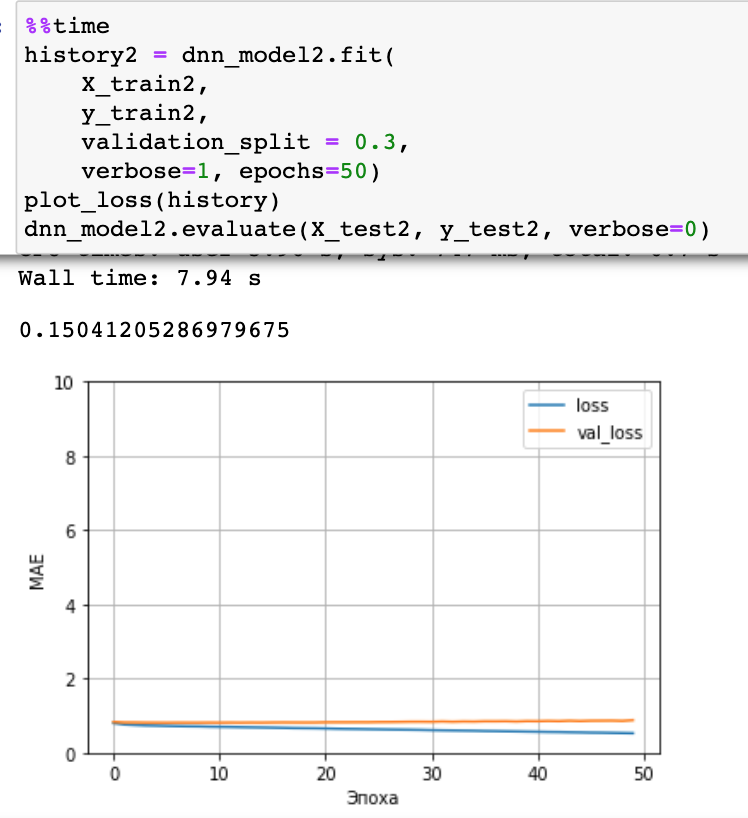 %%time
history2 = dnn_model2.fit(
    X_train2,
    y_train2,
    validation_split = 0.3,
    verbose=1, epochs=50)
plot_loss(history)
dnn_model2.evaluate(X_test2, y_test2, verbose=0)
Wall time: 7.94 s
0.15041205286979675
10
loss
val_loss
8
6
MAE
4
2
0
0 10 20 30 40 50
Эпоха